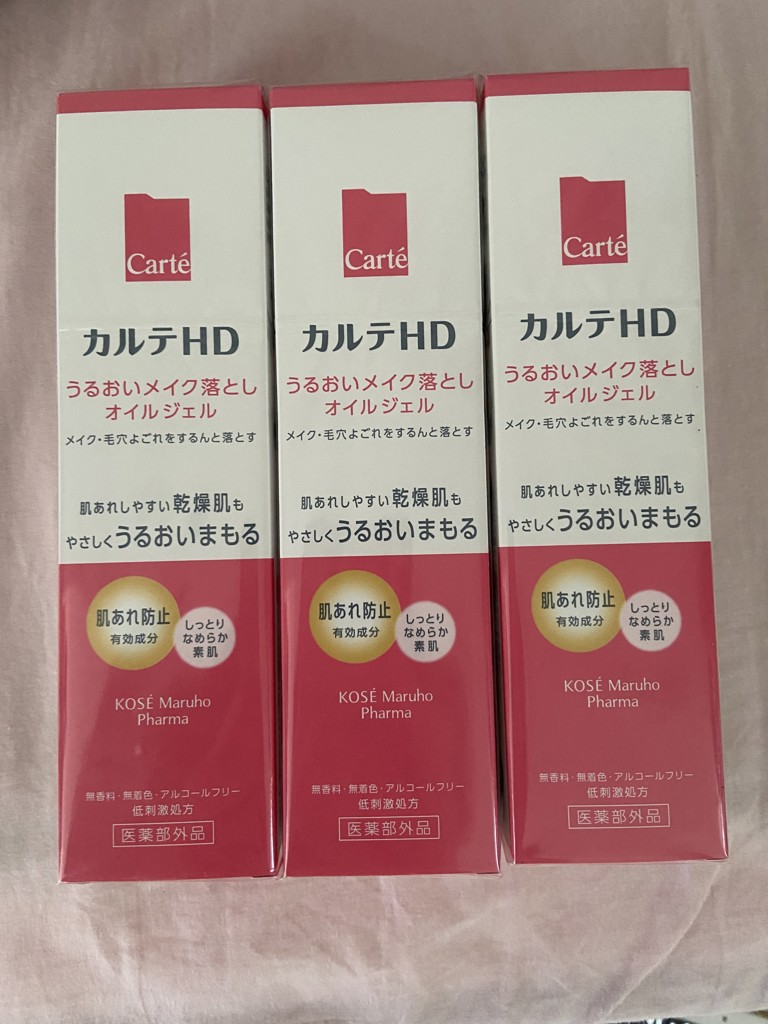 Carté
カルテHD
うるおいメイク落とし
オイルジェル
メイク・毛穴よごれをするんと落とす
肌あれしやすい乾燥肌も
やさしくうるおいまもる
肌あれ防止
有効成分
しっとり
なめらか
素肌
KOSÉ Maruho
Pharma
無香料・無着色・アルコールフリー
低刺激処方
医薬部外品
Carté
カルテHD
うるおいメイク落とし
オイルジェル
メイク・毛穴よごれをするんと落とす
肌あれしやすい乾燥肌も
やさしくうるおいまもる
肌あれ防止
有効成分
しっとり
なめらか
素肌
KOSÉ Maruho
Pharma
無香料・無着色・アルコールフリー
低刺激処方
医薬部外品
Carté
カルテHD
うるおいメイク落とし
オイルジェル
メイク・毛穴よごれをするんと落とす
肌あれしやすい乾燥肌も
やさしくうるおいまもる
肌あれ防止
有効成分
しっとり
なめらか
素肌
KOSÉ Maruho
Pharma
無香料・無着色・アルコールフリー
低刺激処方
医薬部外品